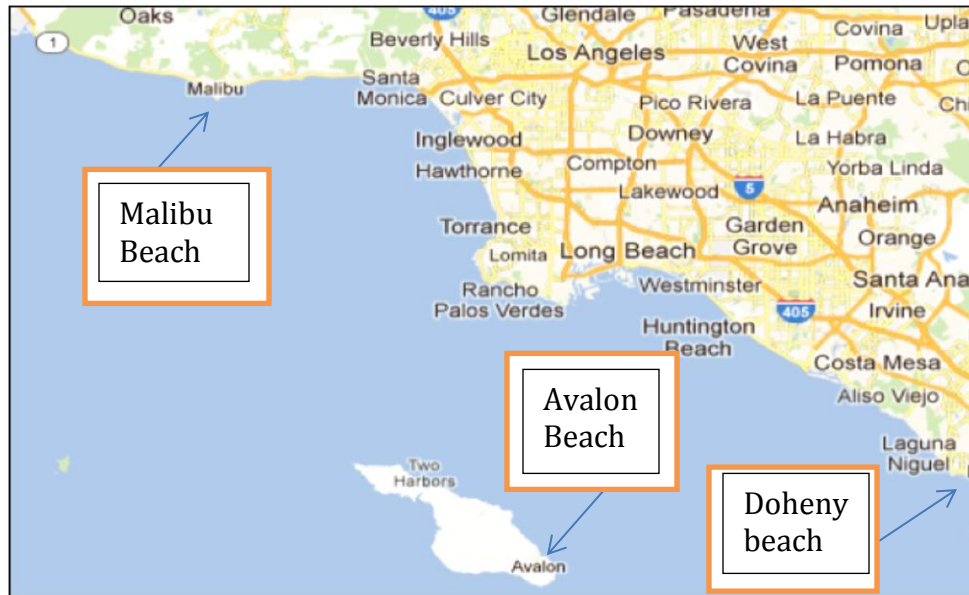 Oaks
405
Glendale
Pasadena
Covina
Upla
1
Beverly Hills
Los Angeles
West
Covina
Pomona
Malibu
Santa
Monica
Culver City
Pico Rivera
La Puente
Chi
Inglewood
Downey
La Habra
Hawthorne
Compton
Yorba Linda
Lakewood
5
Anaheim
Malibu
Beach
Torrance
Garden
Grove
Orange
Lomita
Long Beach
Rancho
Palos Verdes
Westminster
Santa Ana
405
Irvine
Huntington
Beach
Costa Mesa
Avalon
Beach
Aliso Viejo
Laguna
Niguel
Two
Harbors
Doheny
beach
Avalon